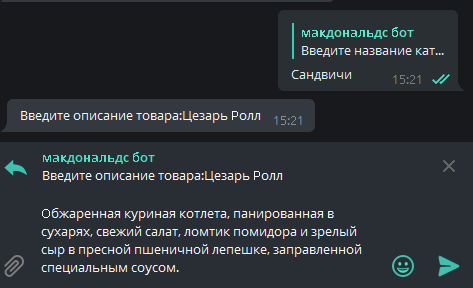 макдональдс бот
Введите название кат...
Сандвичи
15:21
Введите описание товара:Цезарь Ролл
15:21
макдональдс бот
Введите описание товара:Цезарь Ролл
Обжаренная куриная котлета, панированная в
сухарях, свежий салат, ломтик помидора и зрелый
сыр в пресной пшеничной лепешке, заправленной
специальным соусом.